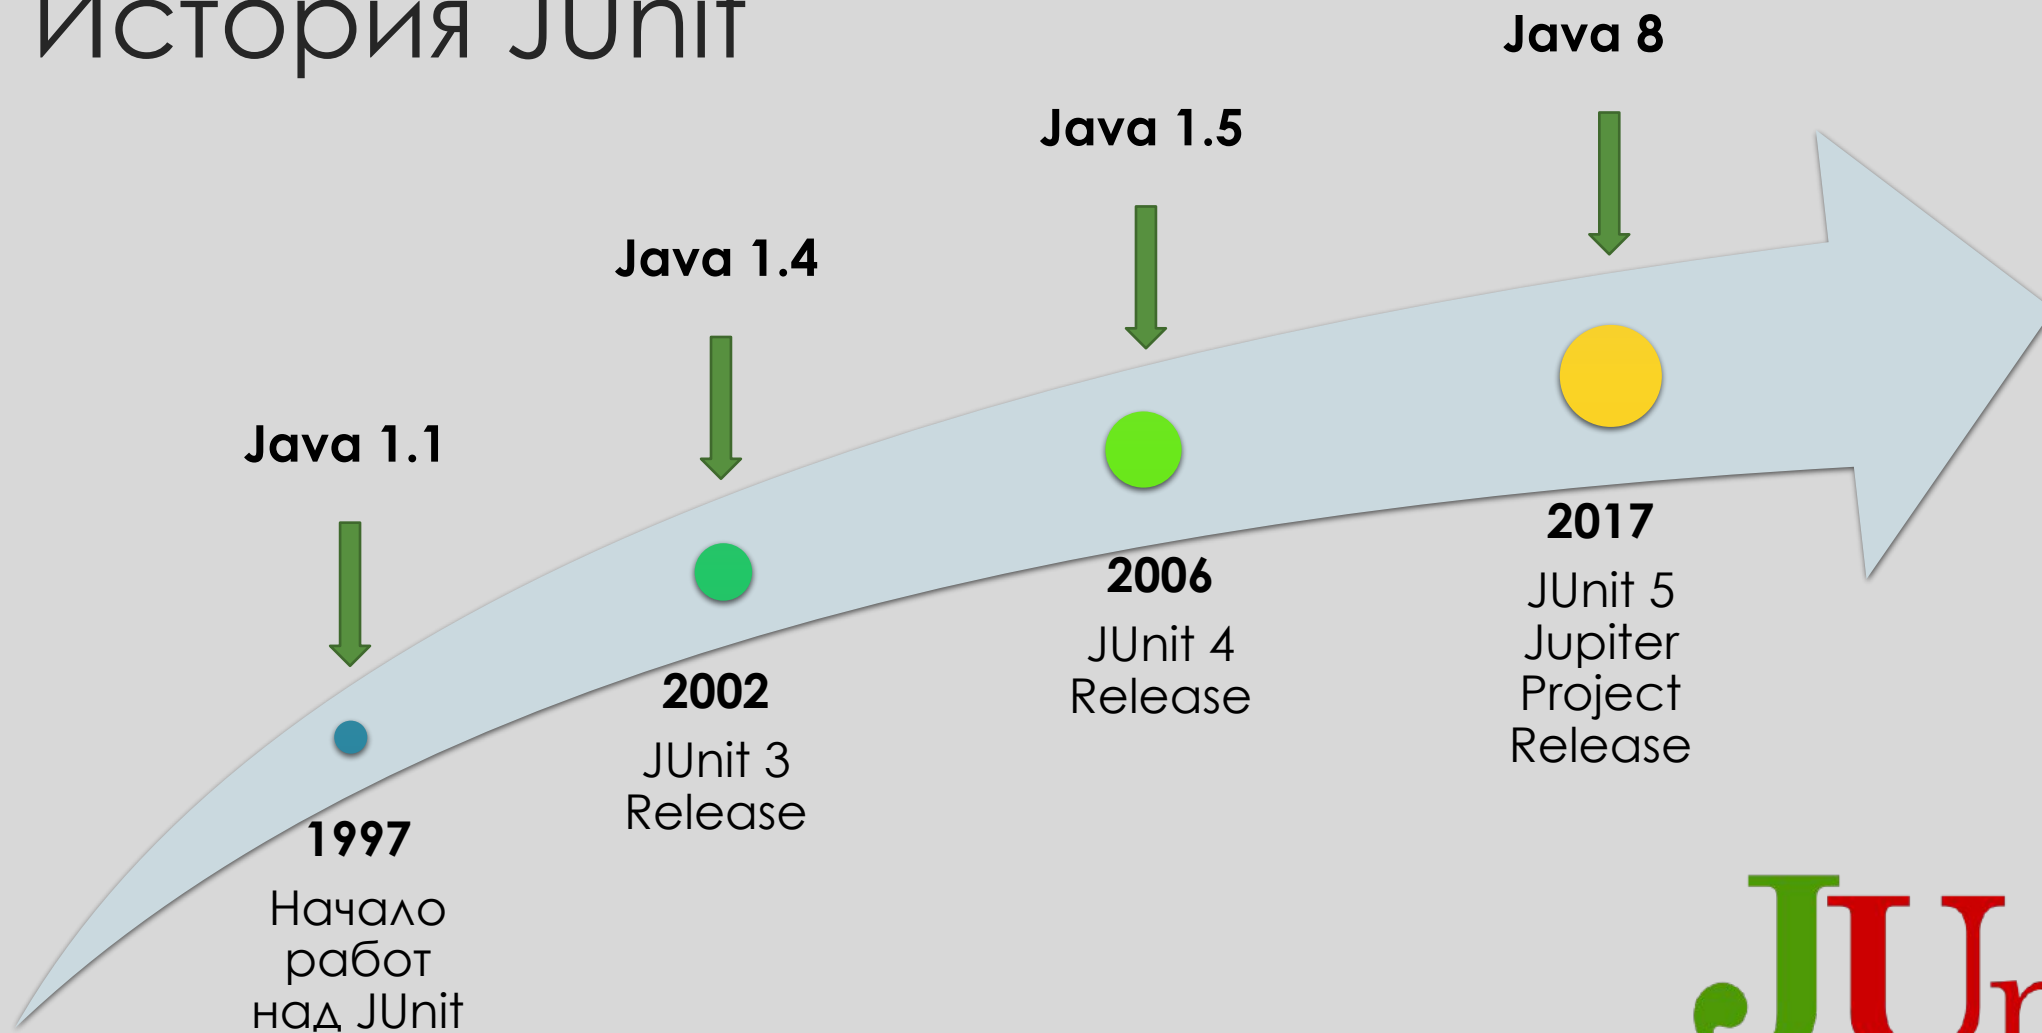 История JUnit
Java 8
Java 1.5
Java 1.4
Java 1.1
2017
JUnit 5
Jupiter
Project
Release
2006
JUnit 4
Release
2002
JUnit 3
Release
1997
Начало
работ
над JUnit